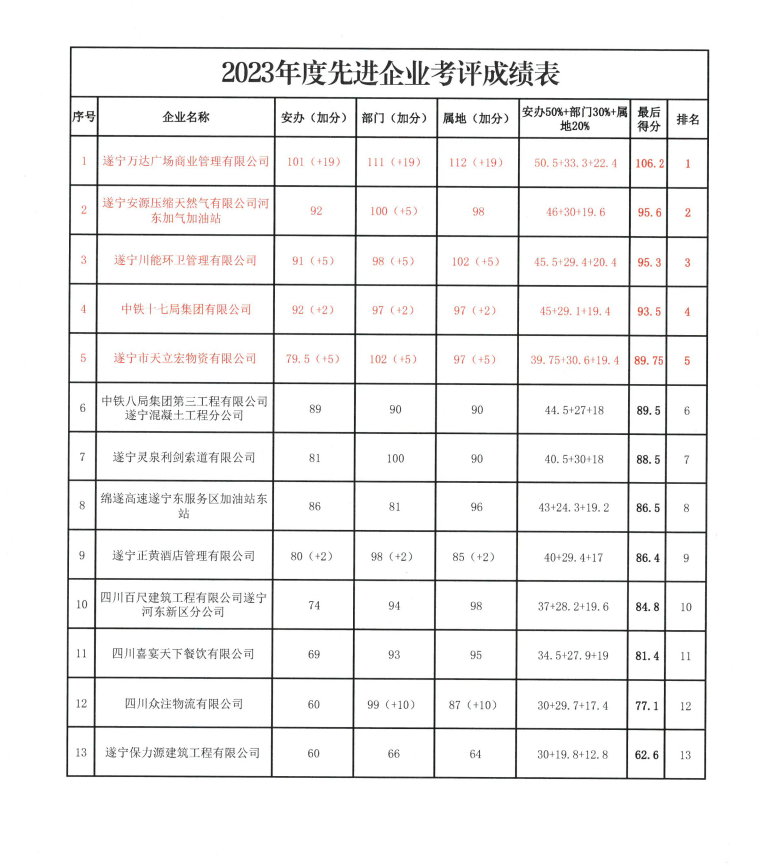 2023年度先进企业考评成绩表
序号 企业名称 安办（加分） 部门（加分） 属地（加分） 安办50%+部门30%+属 最后 排名
地20% 得分
1 遂宁万达广场商业管理有限公司 101（+19） 111（+19） 112（+19） 50.5+33.3+22.4 106.2 1
2 遂宁安源压缩天然气有限公司河 92 100（+5） 98 46+30+19.6 95.6 2
东加气加油站
3 遂宁川能环卫管理有限公司 91（+5） 98（+5） 102（+5） 45.5+29.4+20.4 95.3 3
4 中铁十七局集团有限公司 92（+2） 97（+2） 97（+2） 45+29.1+19.4 93.5 4
5 遂宁市天立宏物资有限公司 79.5（+5） 102（+5） 97（+5） 39.75+30.6+19.4 89.75 5
6 中铁八局集团第三工程有限公司 89 90 90 44.5+27+18 89.5 6
遂宁混凝土工程分公司
7 遂宁灵泉利剑索道有限公司 81 100 90 40.5+30+18 88.5 7
8 绵遂高速遂宁东服务区加油站东 86 81 96 43+24.3+19.2 86.5 8
站
9 遂宁正黄酒店管理有限公司 80（+2） 98（+2） 85（+2） 40+29.4+17 86.4 9
10 四川百尺建筑工程有限公司遂宁 74 94 98 37+28.2+19.6 84.8 10
河东新区分公司
11 四川喜宴天下餐饮有限公司 69 93 95 34.5+27.9+19 81.4 11
12 四川众注物流有限公司 60 99（+10） 87（+10） 30+29.7+17.4 77.1 12
13 遂宁保力源建筑工程有限公司 60 66 64 30+19.8+12.8 62.6 13